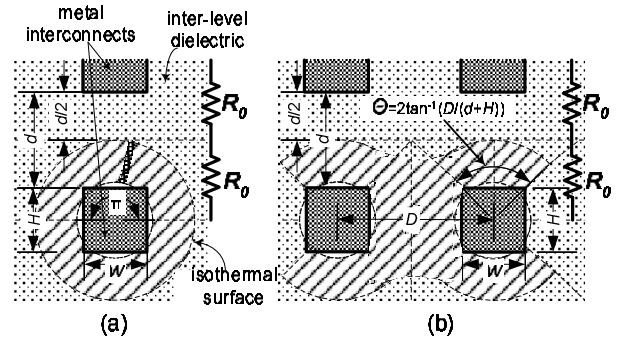 metal
interconnects
inter-level
dielectric
d/2
d
R0
R0
H
π
W
isothermal
surface
(a)
d/2
d
Θ=2tan⁻¹(D/(d+H))
R0
R0
D
H
W
(b)